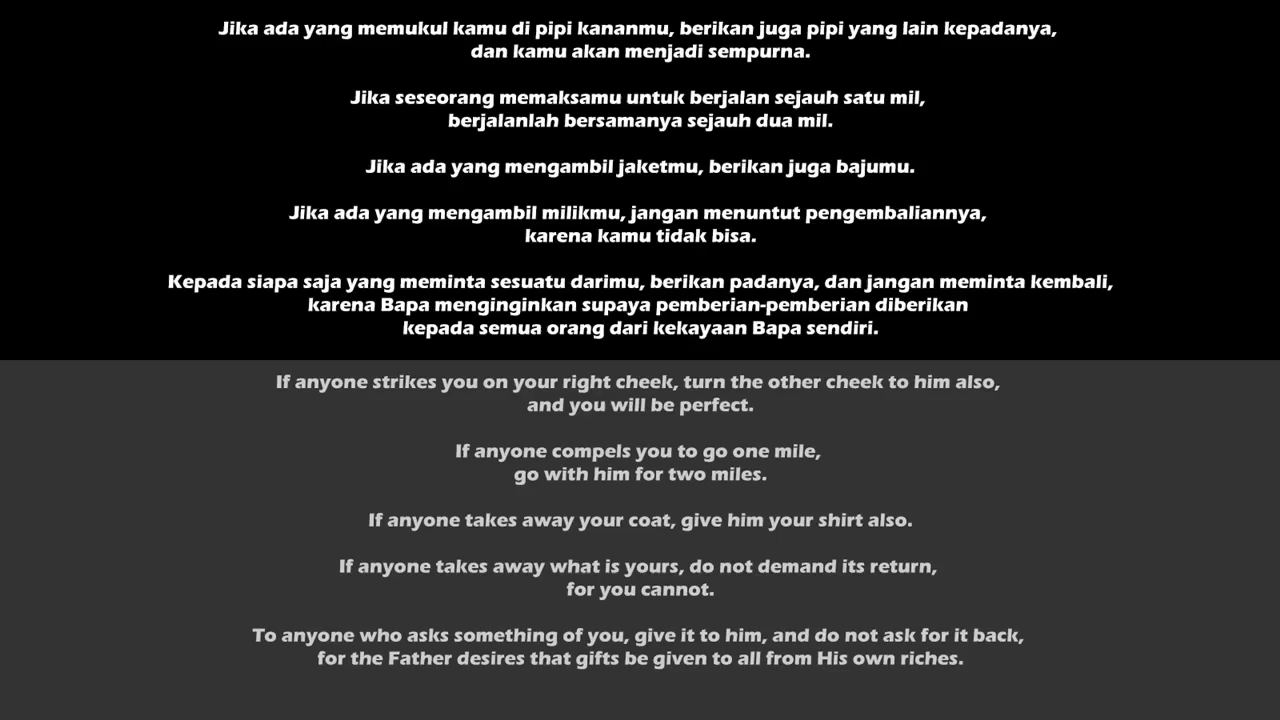 Jika ada yang memukul kamu di pipi kananmu, berikan juga pipi yang lain kepadanya,
dan kamu akan menjadi sempurna.
Jika seseorang memaksamu untuk berjalan sejauh satu mil,
berjalanlah bersamanya sejauh dua mil.
Jika ada yang mengambil jaketmu, berikan juga bajumu.
Jika ada yang mengambil milikmu, jangan menuntut pengembaliannya,
karena kamu tidak bisa.
Kepada siapa saja yang meminta sesuatu darimu, berikan padanya, dan jangan meminta kembali,
karena Bapa menginginkan supaya pemberian-pemberian diberikan
kepada semua orang dari kekayaan Bapa sendiri.
If anyone strikes you on your right cheek, turn the other cheek to him also,
and you will be perfect.
If anyone compels you to go one mile,
go with him for two miles.
If anyone takes away your coat, give him your shirt also.
If anyone takes away what is yours, do not demand its return,
for you cannot.
To anyone who asks something of you, give it to him, and do not ask for it back,
for the Father desires that gifts be given to all from His own riches.